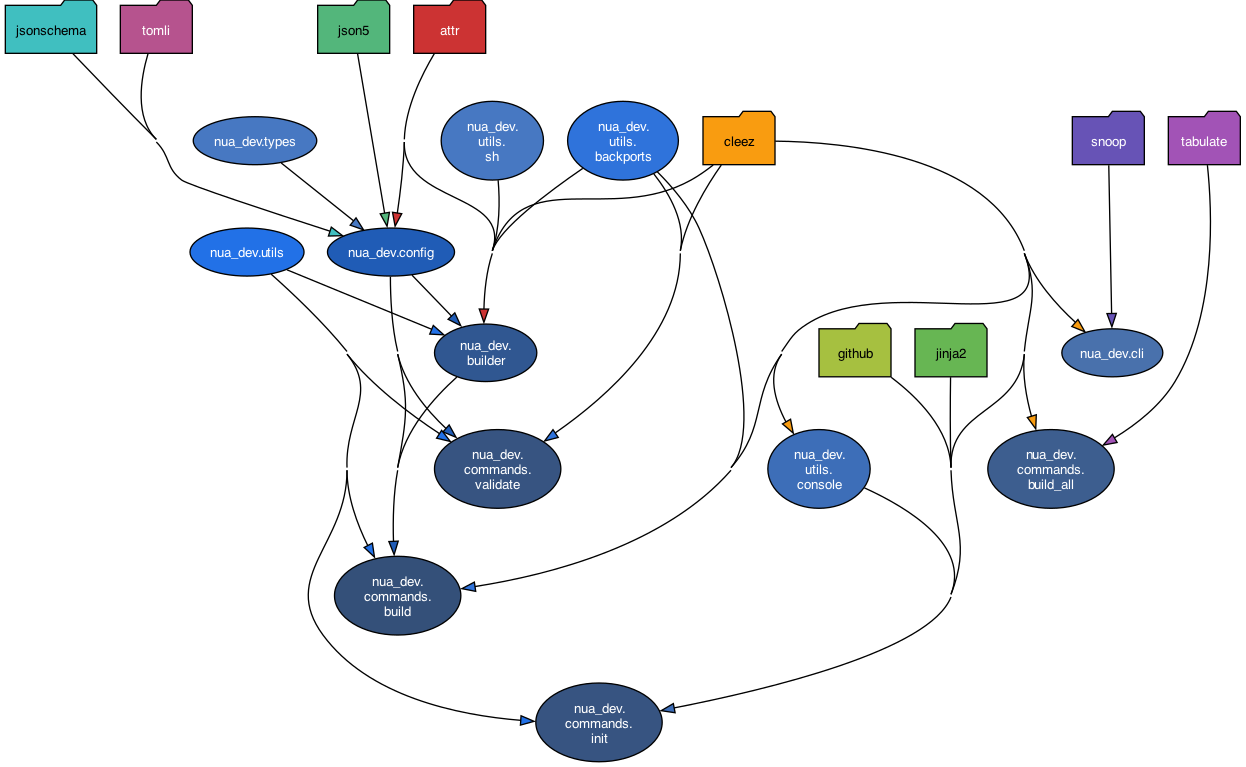 jsonschema
tomli
json5
attr
nua_dev.types
nua_dev.
utils.
sh
nua_dev.
utils.
backports
cleez
snoop
tabulate
nua_dev.utils
nua_dev.config
nua_dev.
builder
github
jinja2
nua_dev.cli
nua_dev.
commands.
validate
nua_dev.
utils.
console
nua_dev.
commands.
build_all
nua_dev.
commands.
build
nua_dev.
commands.
init